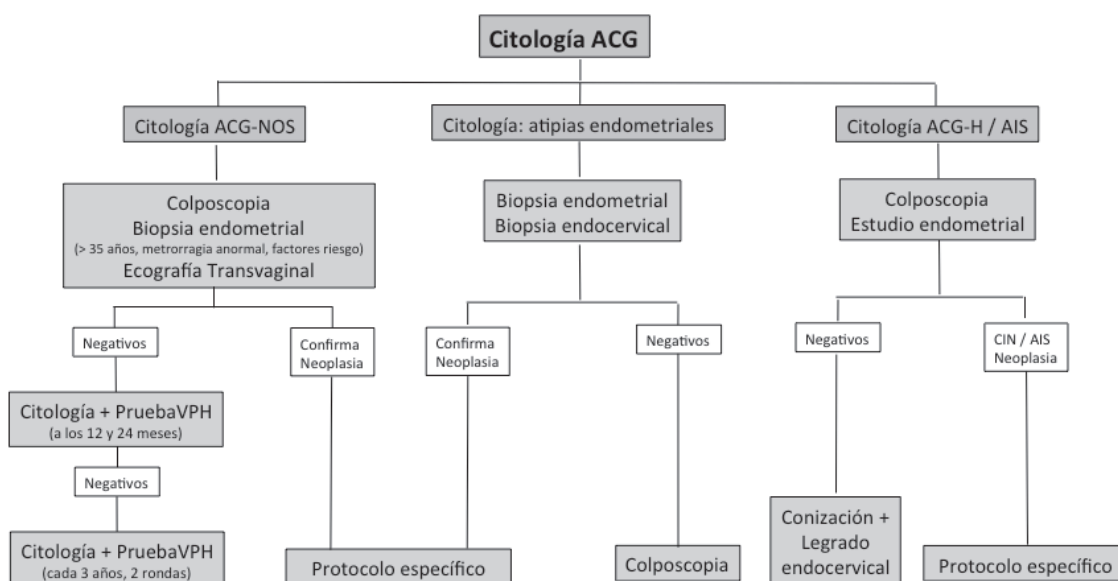 Citología ACG
Citología ACG-NOS
Citología: atipias endometriales
Citología ACG-H / AIS
Colposcopia
Biopsia endometrial
(> 35 años, metrorragia anormal, factores riesgo)
Ecografía Transvaginal
Biopsia endometrial
Biopsia endocervical
Colposcopia
Estudio endometrial
Negativos
Confirma
Neoplasia
Confirma
Neoplasia
Negativos
Negativos
CIN / AIS
Neoplasia
Citología + PruebaVPH
(a los 12 y 24 meses)
Negativos
Citología + PruebaVPH
(cada 3 años, 2 rondas)
Protocolo específico
Colposcopia
Conización +
Legrado
endocervical
Protocolo específico